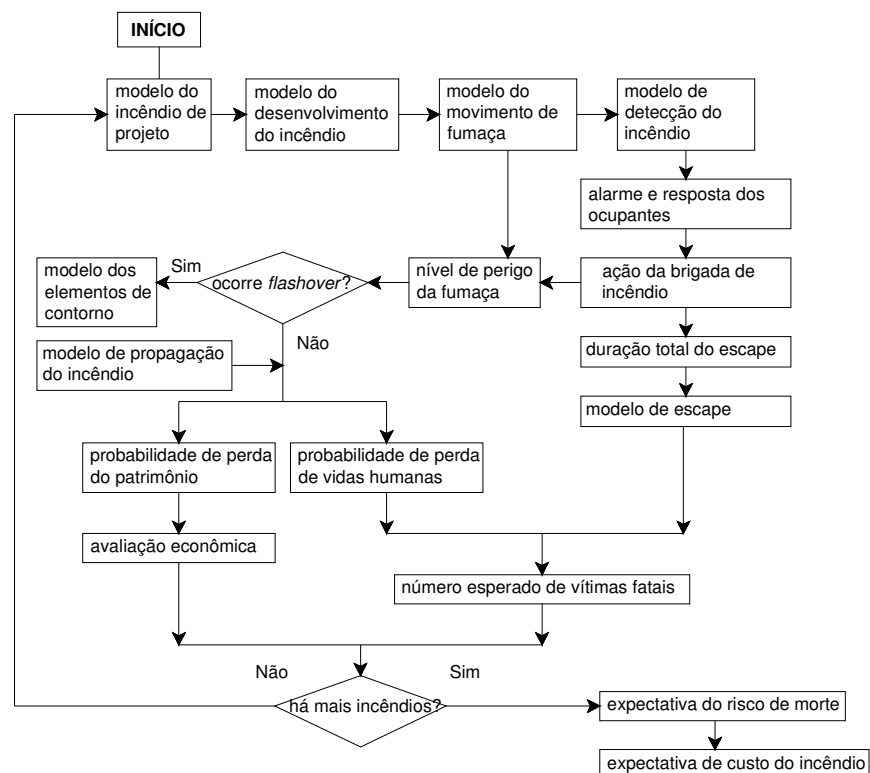 INÍCIO
modelo do
incêndio de
projeto
modelo do
desenvolvimento
do incêndio
modelo do
movimento de
fumaça
modelo de
detecção do
incêndio
alarme e resposta dos
ocupantes
modelo dos
elementos de
contorno
Sim
ocorre flashover?
nível de perigo
da fumaça
ação da brigada de
incêndio
Não
modelo de propagação
do incêndio
duração total do escape
modelo de escape
probabilidade de perda
do patrimônio
probabilidade de perda
de vidas humanas
avaliação econômica
número esperado de vítimas fatais
Não
Sim
há mais incêndios?
expectativa do risco de morte
expectativa de custo do incêndio